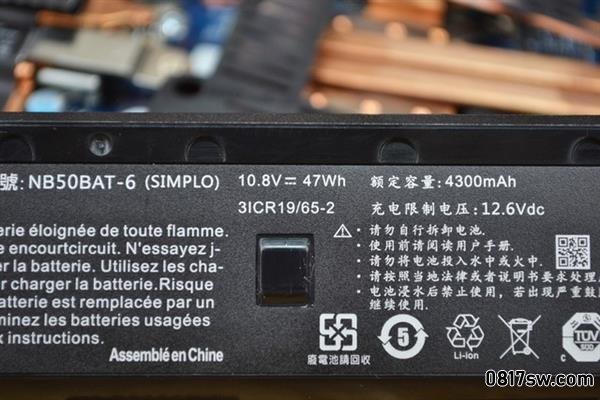 號: NB50BAT-6 (SIMPLO)
10.8V⎓ 47Wh
额定容量: 4300mAh
3ICR19/65-2
充电限制电压: 12.6Vdc
erie éloignée de toute flamme.
e encourtcircuit. N'essayez j-
r la batterie. Utilisez les cha-
r charger la batterie.Risque
atterie est remplacée par un
minez les batteries usagées
x instructions.
Assemblé en Chine
⚠ • 请勿自行拆卸电池.
• 使用前请阅读用户手册.
• 请勿将电池投入水中或火中.
• 请按照当地法律或者说明书要求处理
• 电池浸水后禁止使用, 若出现严重鼓
继续使用.
廢電池請回收
5
Li-ion
TÜV
SÜD
C
0817sw.com